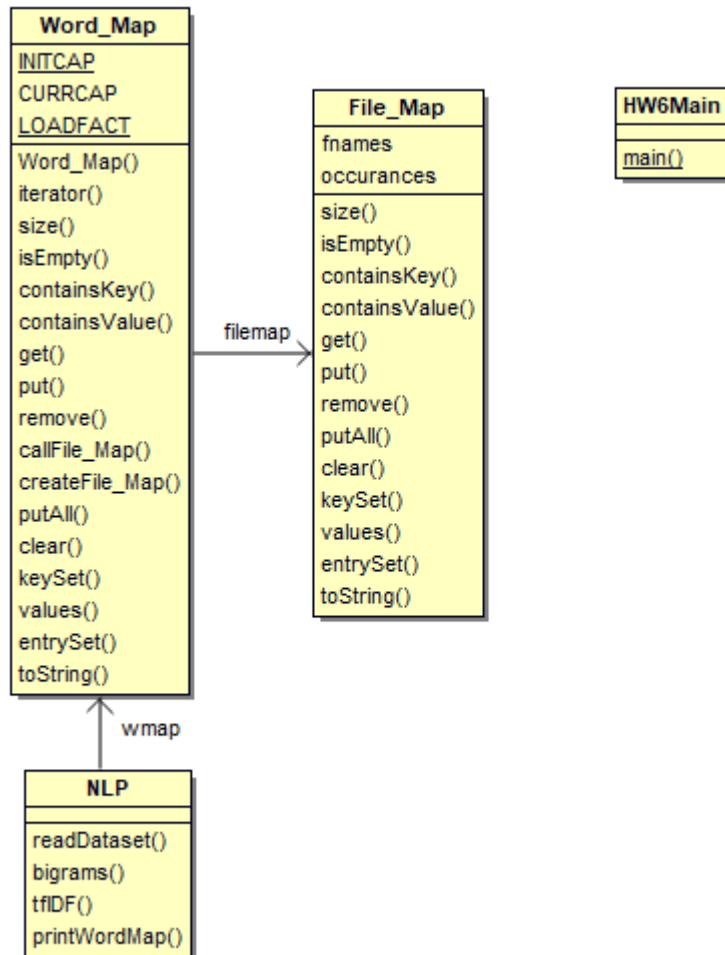 Word_Map
INITCAP
CURRCAP
LOADFACT
Word_Map()
iterator()
size()
isEmpty()
containsKey()
containsValue()
get()
put()
remove()
callFile_Map()
createFile_Map()
putAll()
clear()
keySet()
values()
entrySet()
toString()
filemap
File_Map
fnames
occurances
size()
isEmpty()
containsKey()
containsValue()
get()
put()
remove()
putAll()
clear()
keySet()
values()
entrySet()
toString()
HW6Main
main()
wmap
NLP
readDataset()
bigrams()
tfIDF()
printWordMap()